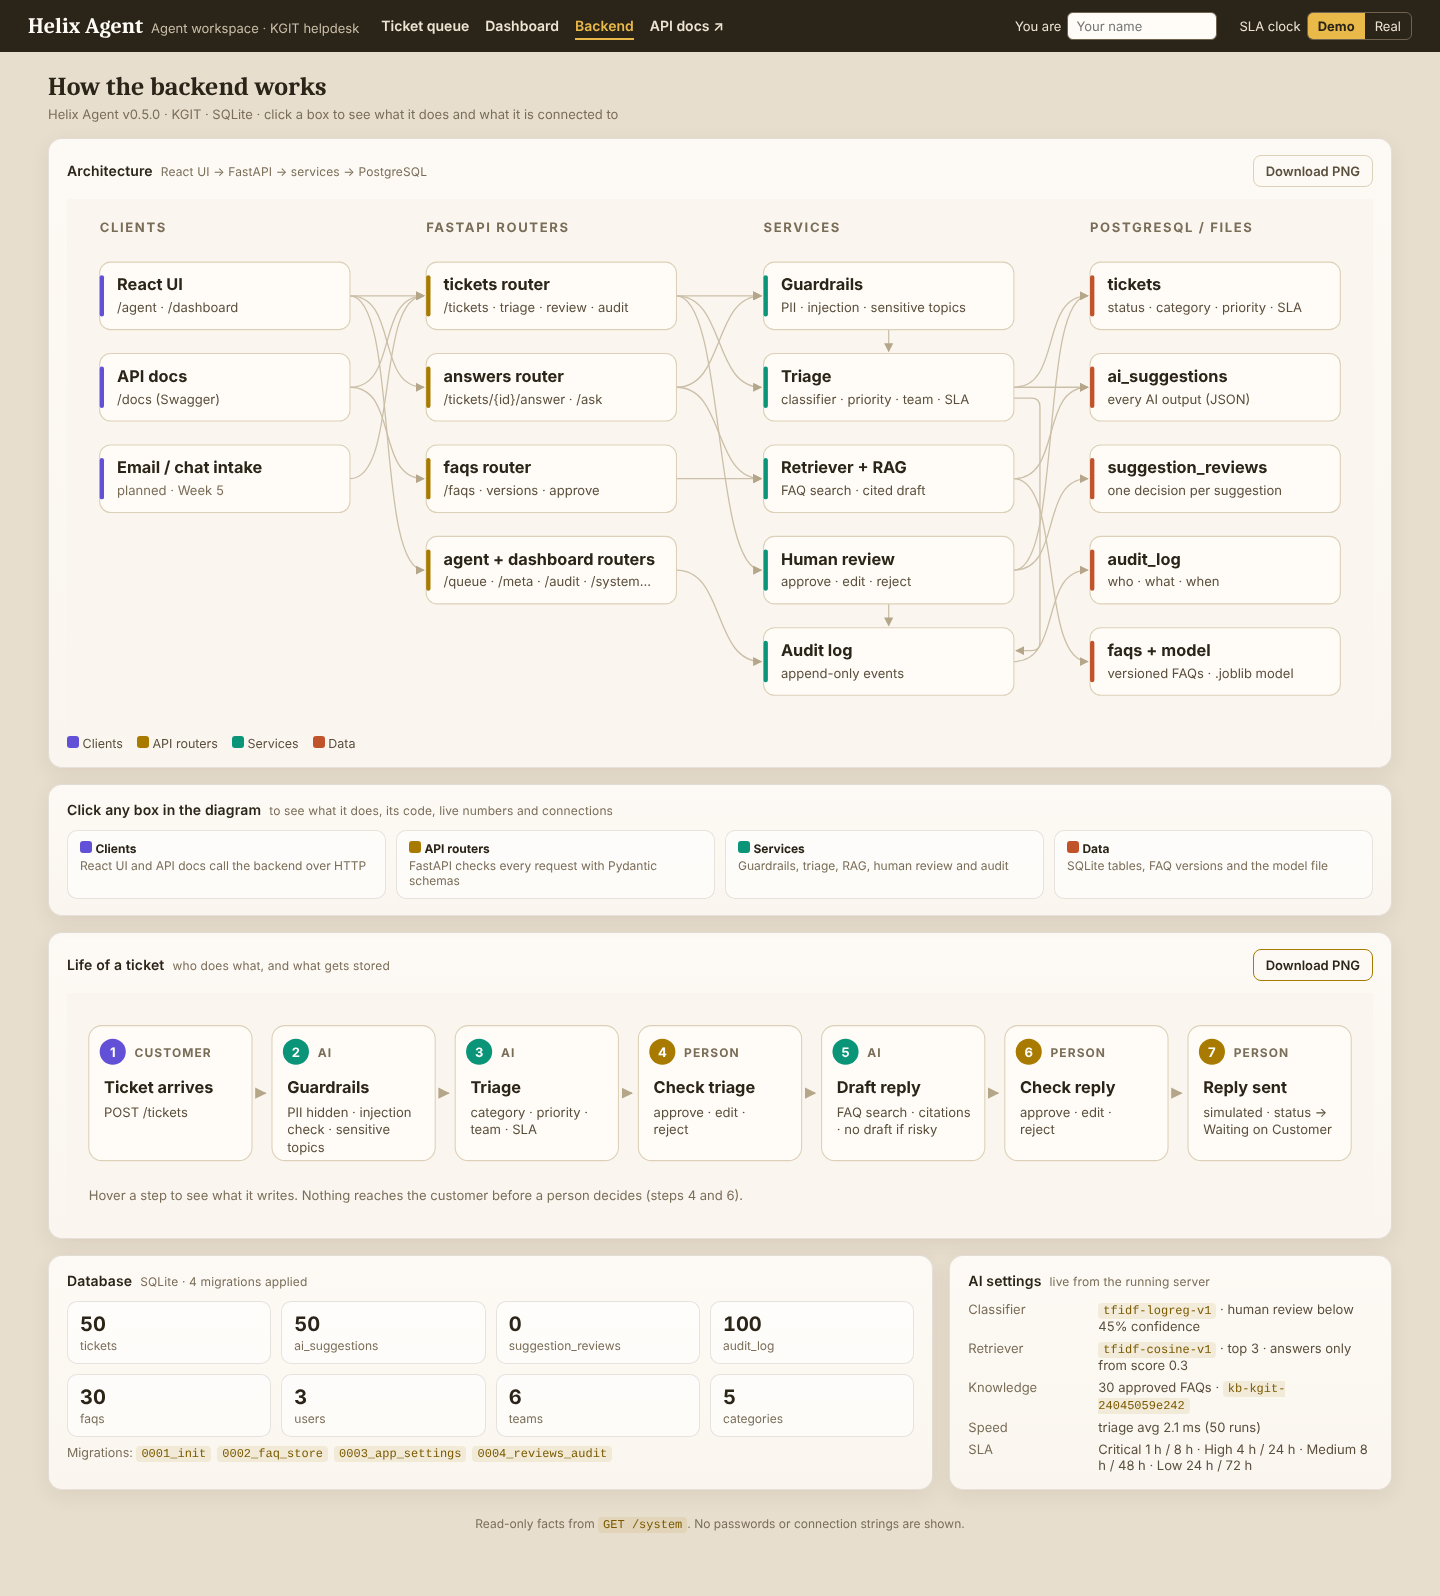 Helix Agent Agent workspace · KGIT helpdesk Ticket queue Dashboard Backend API docs ↗ You are Your name SLA clock Demo Real
How the backend works
Helix Agent v0.5.0 · KGIT · SQLite · click a box to see what it does and what it is connected to
Architecture React UI → FastAPI → services → PostgreSQL Download PNG
CLIENTS FASTAPI ROUTERS SERVICES POSTGRESQL / FILES
React UI
/agent · /dashboard
tickets router
/tickets · triage · review · audit
Guardrails
PII · injection · sensitive topics
tickets
status · category · priority · SLA
API docs
/docs (Swagger)
answers router
/tickets/{id}/answer · /ask
Triage
classifier · priority · team · SLA
ai_suggestions
every AI output (JSON)
Email / chat intake
planned · Week 5
faqs router
/faqs · versions · approve
Retriever + RAG
FAQ search · cited draft
suggestion_reviews
one decision per suggestion
agent + dashboard routers
/queue · /meta · /audit · /system...
Human review
approve · edit · reject
audit_log
who · what · when
Audit log
append-only events
faqs + model
versioned FAQs · .joblib model
Clients API routers Services Data
Click any box in the diagram to see what it does, its code, live numbers and connections
Clients
React UI and API docs call the backend over HTTP
API routers
FastAPI checks every request with Pydantic
schemas
Services
Guardrails, triage, RAG, human review and audit
Data
SQLite tables, FAQ versions and the model file
Life of a ticket who does what, and what gets stored Download PNG
1 CUSTOMER
Ticket arrives
POST /tickets
2 AI
Guardrails
PII hidden · injection
check · sensitive
topics
3 AI
Triage
category · priority ·
team · SLA
4 PERSON
Check triage
approve · edit ·
reject
5 AI
Draft reply
FAQ search · citations
· no draft if risky
6 PERSON
Check reply
approve · edit ·
reject
7 PERSON
Reply sent
simulated · status →
Waiting on Customer
Hover a step to see what it writes. Nothing reaches the customer before a person decides (steps 4 and 6).
Database SQLite · 4 migrations applied
50
tickets
50
ai_suggestions
0
suggestion_reviews
100
audit_log
30
faqs
3
users
6
teams
5
categories
Migrations: 0001_init 0002_faq_store 0003_app_settings 0004_reviews_audit
AI settings live from the running server
Classifier tfidf-logreg-v1 · human review below
45% confidence
Retriever tfidf-cosine-v1 · top 3 · answers only
from score 0.3
Knowledge 30 approved FAQs · kb-kgit-
24045059e242
Speed triage avg 2.1 ms (50 runs)
SLA Critical 1 h / 8 h · High 4 h / 24 h · Medium 8
h / 48 h · Low 24 h / 72 h
Read-only facts from GET /system. No passwords or connection strings are shown.